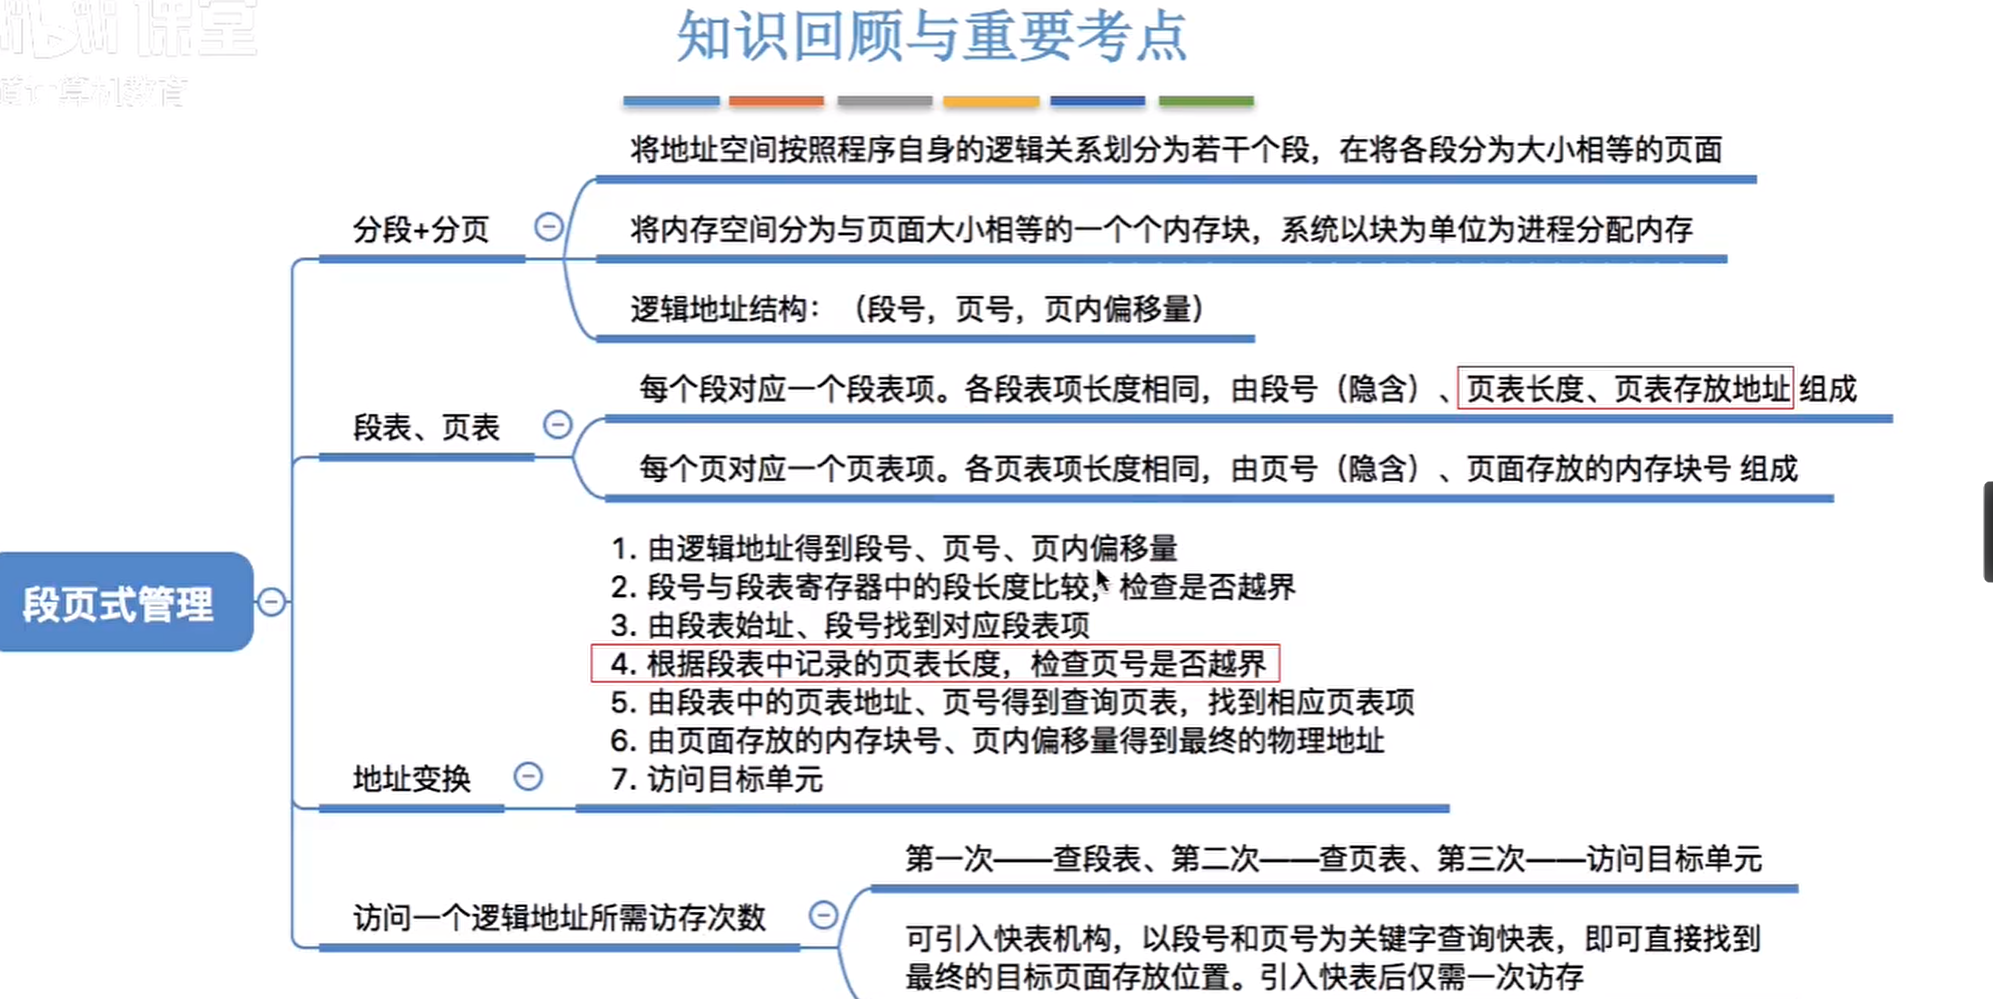 课堂
知识回顾与重要考点
将地址空间按照程序自身的逻辑关系划分为若干个段，在将各段分为大小相等的页面
分段+分页
将内存空间分为与页面大小相等的一个个内存块，系统以块为单位为进程分配内存
逻辑地址结构：（段号，页号，页内偏移量）
每个段对应一个段表项。各段表项长度相同，由段号（隐含）、页表长度、页表存放地址 组成
段表、页表
每个页对应一个页表项。各页表项长度相同，由页号（隐含）、页面存放的内存块号 组成
段页式管理
1. 由逻辑地址得到段号、页号、页内偏移量
2. 段号与段表寄存器中的段长度比较，检查是否越界
3. 由段表始址、段号找到对应段表项
4. 根据段表中记录的页表长度，检查页号是否越界
5. 由段表中的页表地址、页号得到查询页表，找到相应页表项
6. 由页面存放的内存块号、页内偏移量得到最终的物理地址
7. 访问目标单元
地址变换
第一次——查段表、第二次——查页表、第三次——访问目标单元
访问一个逻辑地址所需访存次数
可引入快表机构，以段号和页号为关键字查询快表，即可直接找到
最终的目标页面存放位置。引入快表后仅需一次访存